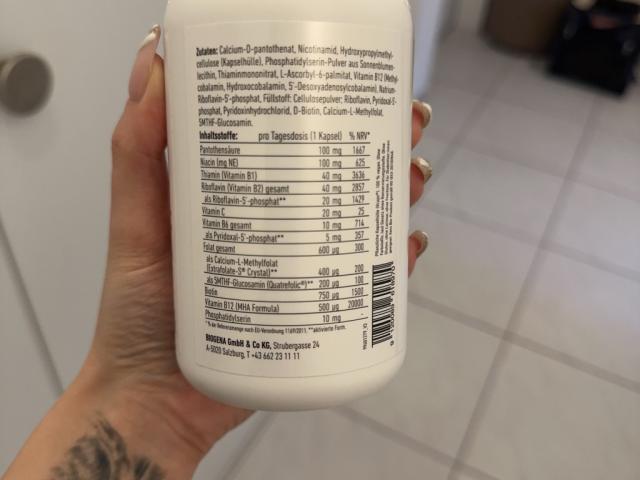 Zutaten: Calcium-D-pantothenat, Nicotinamid, Hydroxypropylmethyl-
cellulose (Kapselhülle), Phosphatidylserin-Pulver aus Sonnenblumen-
lecithin, Thiaminmononitrat, L-Ascorbyl-6-palmitat, Vitamin B12 (Methyl-
cobalamin, Hydroxocobalamin, 5'-Desoxyadenosylcobalamin), Natrium-
Riboflavin-5'-phosphat, Füllstoff: Cellulosepulver; Riboflavin, Pyridoxal-5'-
phosphat, Pyridoxinhydrochlorid, D-Biotin, Calcium-L-Methylfolat,
5MTHF-Glucosamin.
Inhaltsstoffe: pro Tagesdosis (1 Kapsel) % NRV*
Pantothensäure 100 mg 1667
Niacin (mg NE) 100 mg 625
Thiamin (Vitamin B1) 40 mg 3636
Riboflavin (Vitamin B2) gesamt 40 mg 2857
als Riboflavin-5'-phosphat** 20 mg 1429
Vitamin C 20 mg 25
Vitamin B6 gesamt 10 mg 714
als Pyridoxal-5'-phosphat** 5 mg 357
Folat gesamt 600 µg 300
als Calcium-L-Methylfolat
(Extrafolate-S® Crystal)** 400 µg 200
als 5MTHF-Glucosamin (Quatrefolic®)** 200 µg 100
Biotin 750 µg 1500
Vitamin B12 (MHA Formula) 500 µg 20000
Phosphatidylserin 10 mg -
*% der Referenzmenge nach EU-Verordnung 1169/2011. **aktivierte Form.
BIOGENA GmbH & Co KG, Strubergasse 24
A-5020 Salzburg, T +43 662 23 11 11